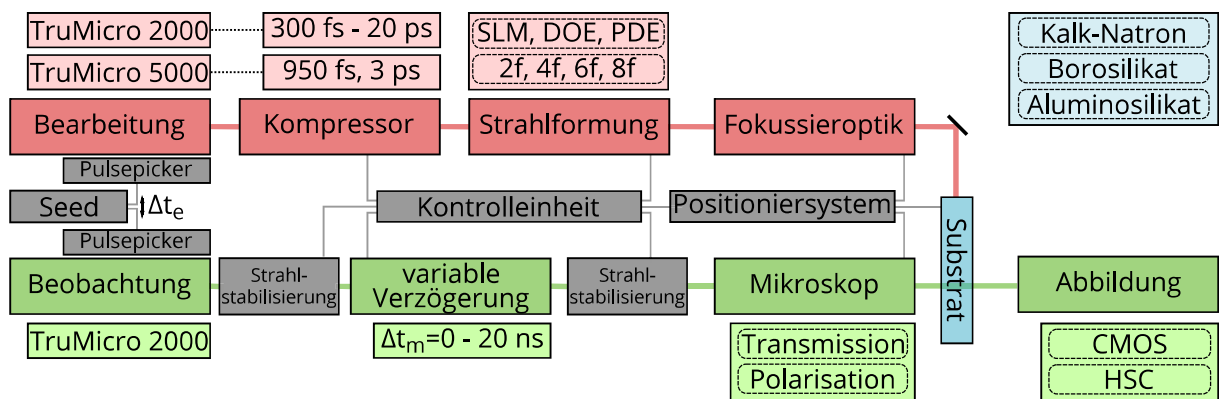 TruMicro 2000
300 fs - 20 ps
SLM, DOE, PDE
Kalk-Natron
TruMicro 5000
950 fs, 3 ps
2f, 4f, 6f, 8f
Borosilikat
Aluminosilikat
Bearbeitung
Kompressor
Strahlformung
Fokussieroptik
Pulsepicker
Seed
Δtₑ
Kontrolleinheit
Positioniersystem
Pulsepicker
Substrat
Beobachtung
Strahl-
stabilisierung
variable
Verzögerung
Strahl-
stabilisierung
Mikroskop
Abbildung
TruMicro 2000
Δtₘ=0 - 20 ns
Transmission
Polarisation
CMOS
HSC